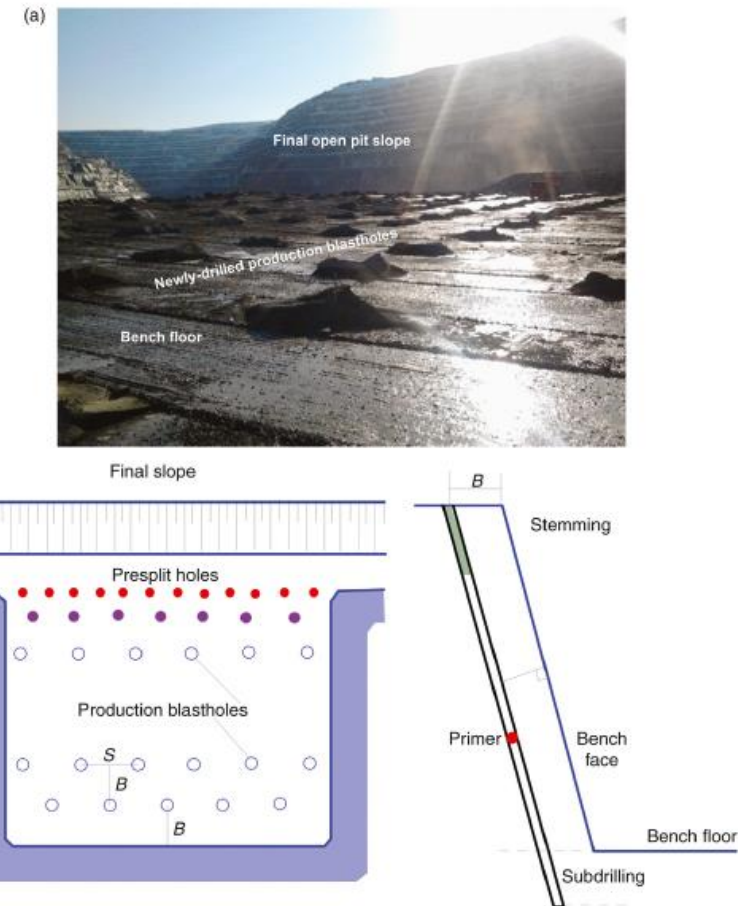 (a)
Final open pit slope
Newly-drilled production blastholes
Bench floor
Final slope
Presplit holes
Production blastholes
S
B
B
B
Stemming
Primer
Bench
face
Bench floor
Subdrilling